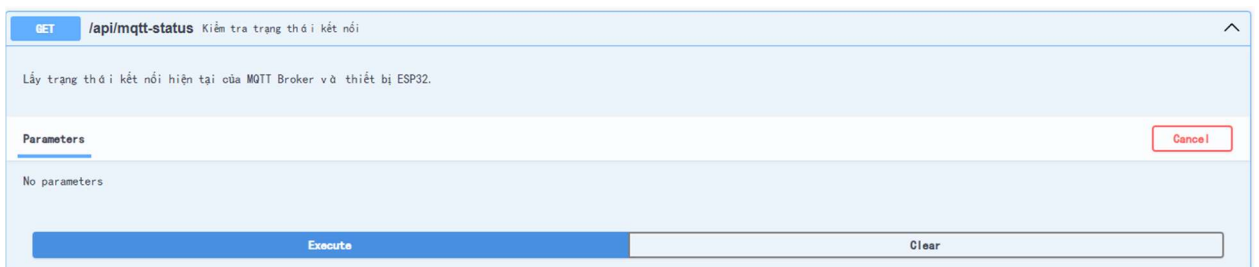 GET /api/mqtt-status Kiểm tra trạng thái kết nối
Lấy trạng thái kết nối hiện tại của MQTT Broker và thiết bị ESP32.
Parameters
Cancel
No parameters
Execute
Clear